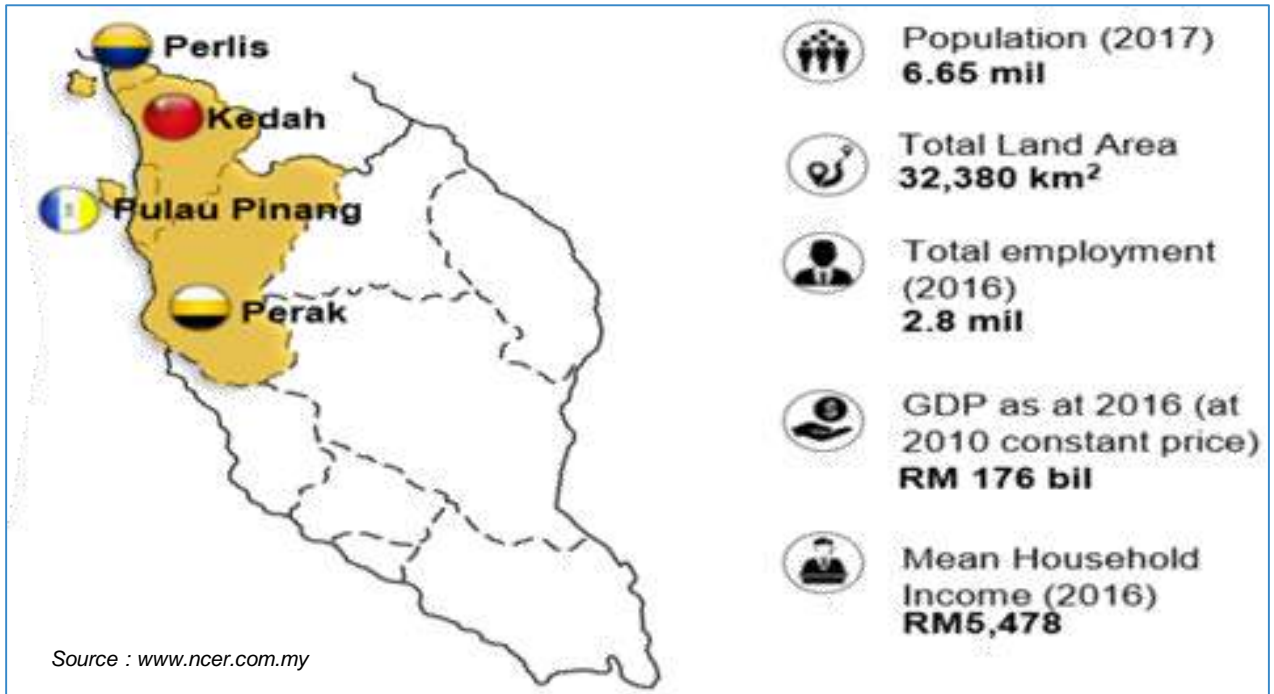 Perlis
Kedah
Pulau Pinang
Perak
Population (2017)
6.65 mil
Total Land Area
32,380 km²
Total employment
(2016)
2.8 mil
GDP as at 2016 (at
2010 constant price)
RM 176 bil
Mean Household
Income (2016)
RM5,478
Source : www.ncer.com.my